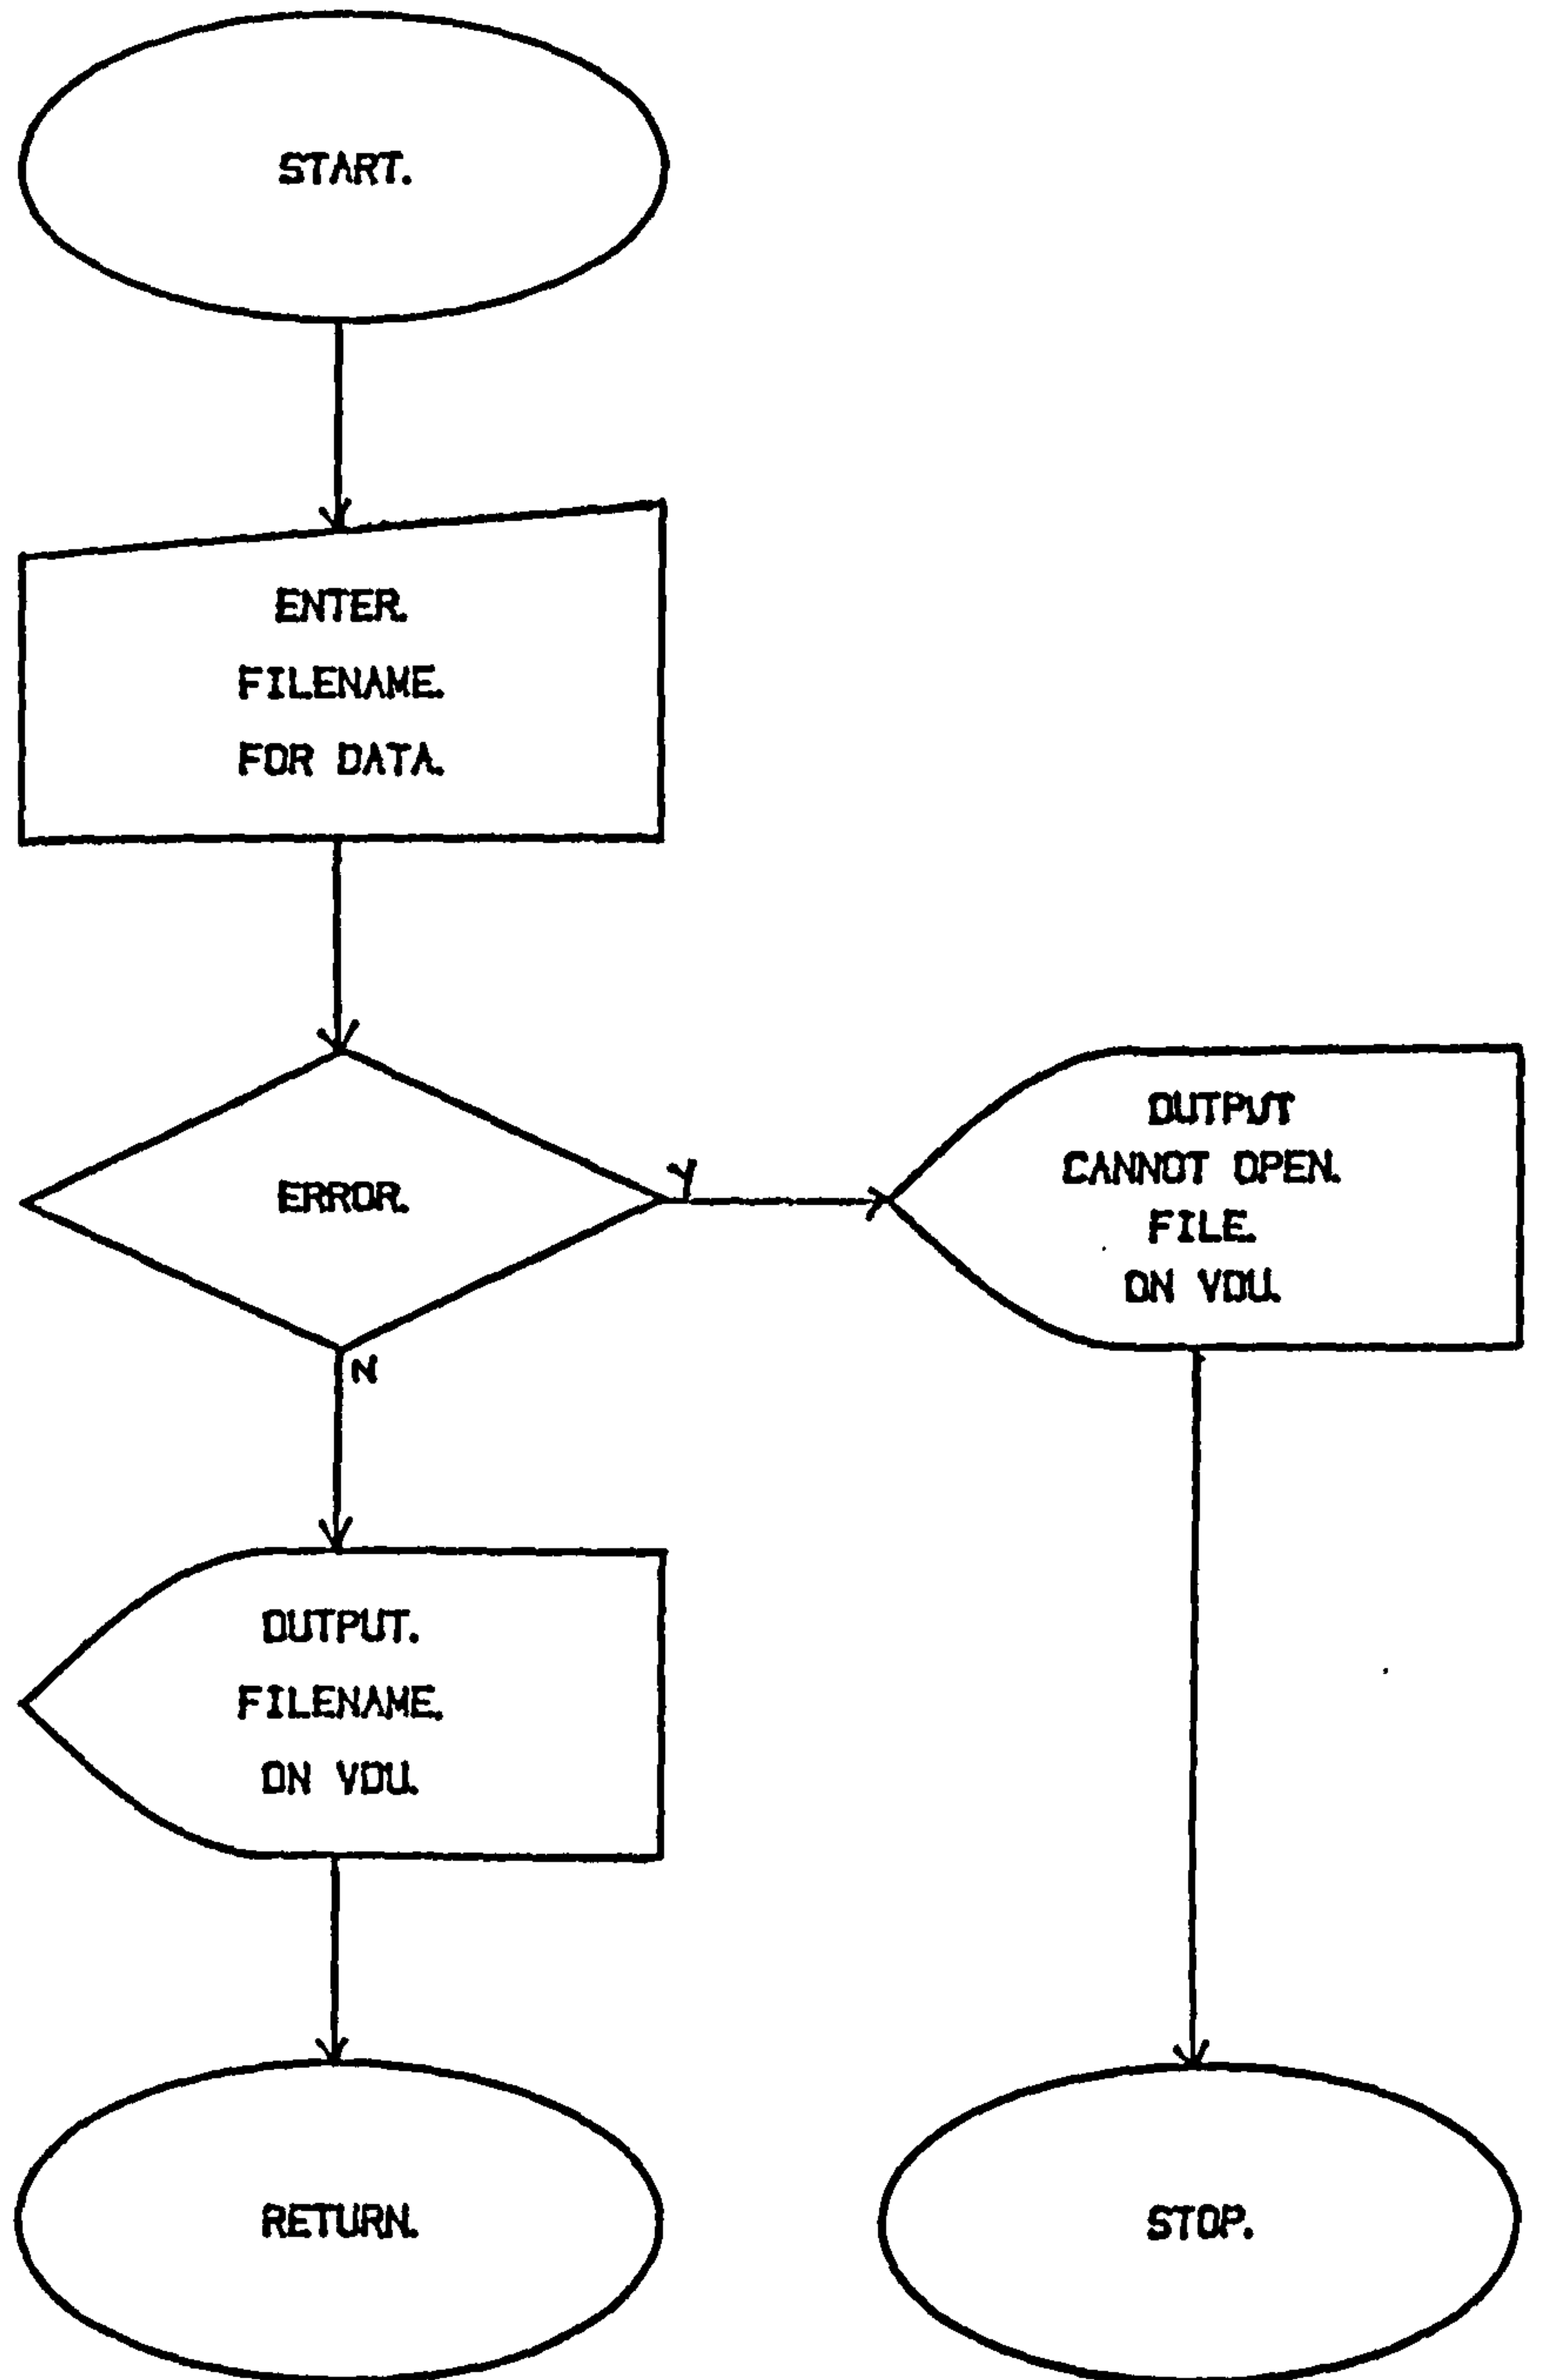 START.
ENTER.
FILENAME.
FOR DATA.
ERROR.
Y
OUTPUT
CANNOT OPEN.
FILE.
ON VDU.
N
OUTPUT.
FILENAME.
ON VDU.
RETURN.
STOP.